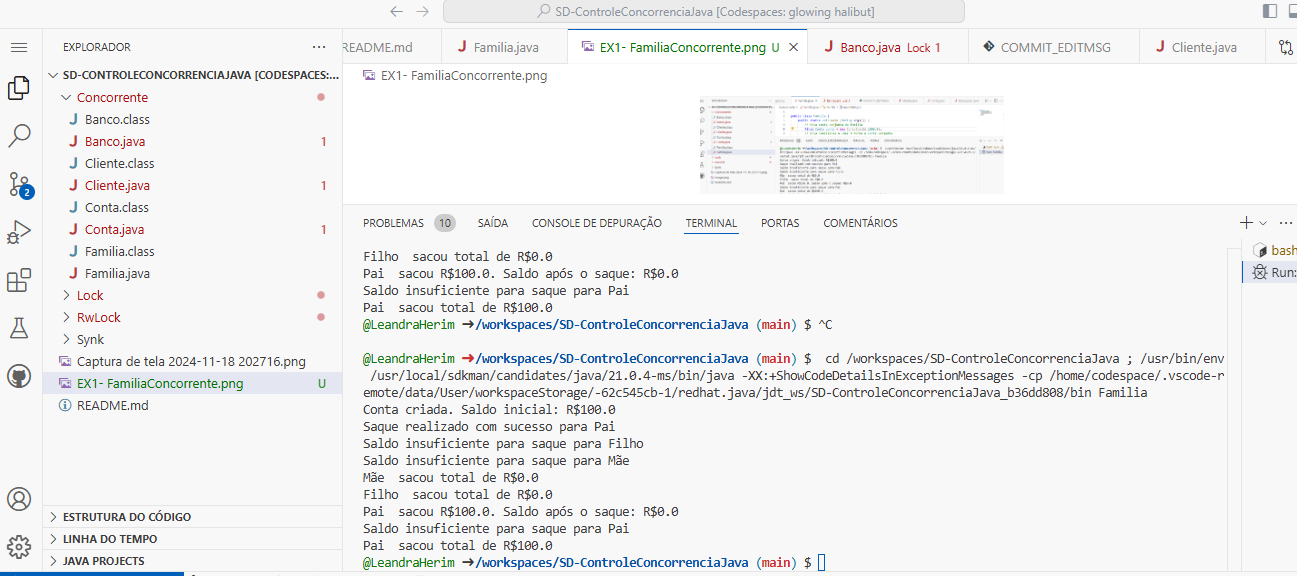 SD-ControleConcorrenciaJava [Codespaces: glowing halibut]
EXPLORADOR
README.md
Familia.java
EX1- FamiliaConcorrente.png U
Banco.java Lock 1
COMMIT_EDITMSG
Cliente.java
SD-CONTROLECONCORRENCIAJAVA [CODESPACES:...
EX1- FamiliaConcorrente.png
Concorrente
Banco.class
Banco.java 1
Cliente.class
Cliente.java 1
Conta.class
Conta.java 1
Familia.class
Familia.java
Lock
RwLock
Synk
Captura de tela 2024-11-18 202716.png
EX1- FamiliaConcorrente.png U
README.md
2
ESTRUTURA DO CÓDIGO
LINHA DO TEMPO
JAVA PROJECTS
PROBLEMAS 10 SAÍDA CONSOLE DE DEPURAÇÃO TERMINAL PORTAS COMENTÁRIOS
bash
Run:
Filho  sacou total de R$0.0
Pai  sacou R$100.0. Saldo após o saque: R$0.0
Saldo insuficiente para saque para Pai
Pai  sacou total de R$100.0
@LeandraHerim ➜/workspaces/SD-ControleConcorrenciaJava (main) $ ^C
@LeandraHerim ➜/workspaces/SD-ControleConcorrenciaJava (main) $  cd /workspaces/SD-ControleConcorrenciaJava ; /usr/bin/env
/usr/local/sdkman/candidates/java/21.0.4-ms/bin/java -XX:+ShowCodeDetailsInExceptionMessages -cp /home/codespace/.vscode-r
emote/data/User/workspaceStorage/-62c545cb-1/redhat.java/jdt_ws/SD-ControleConcorrenciaJava_b36dd808/bin Familia
Conta criada. Saldo inicial: R$100.0
Saque realizado com sucesso para Pai
Saldo insuficiente para saque para Filho
Saldo insuficiente para saque para Mãe
Mãe  sacou total de R$0.0
Filho  sacou total de R$0.0
Pai  sacou R$100.0. Saldo após o saque: R$0.0
Saldo insuficiente para saque para Pai
Pai  sacou total de R$100.0
@LeandraHerim ➜/workspaces/SD-ControleConcorrenciaJava (main) $